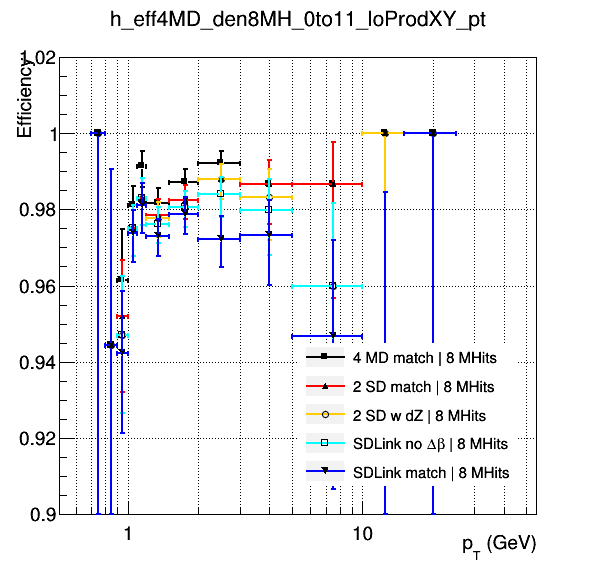 h_eff4MD_den8MH_0to11_loProdXY_pt
Efficiency
1.02
1
0.98
0.96
0.94
0.92
0.9
4 MD match | 8 MHits
2 SD match | 8 MHits
2 SD w dZ | 8 MHits
SDLink no Δβ | 8 MHits
SDLink match | 8 MHits
1
10
p_T (GeV)